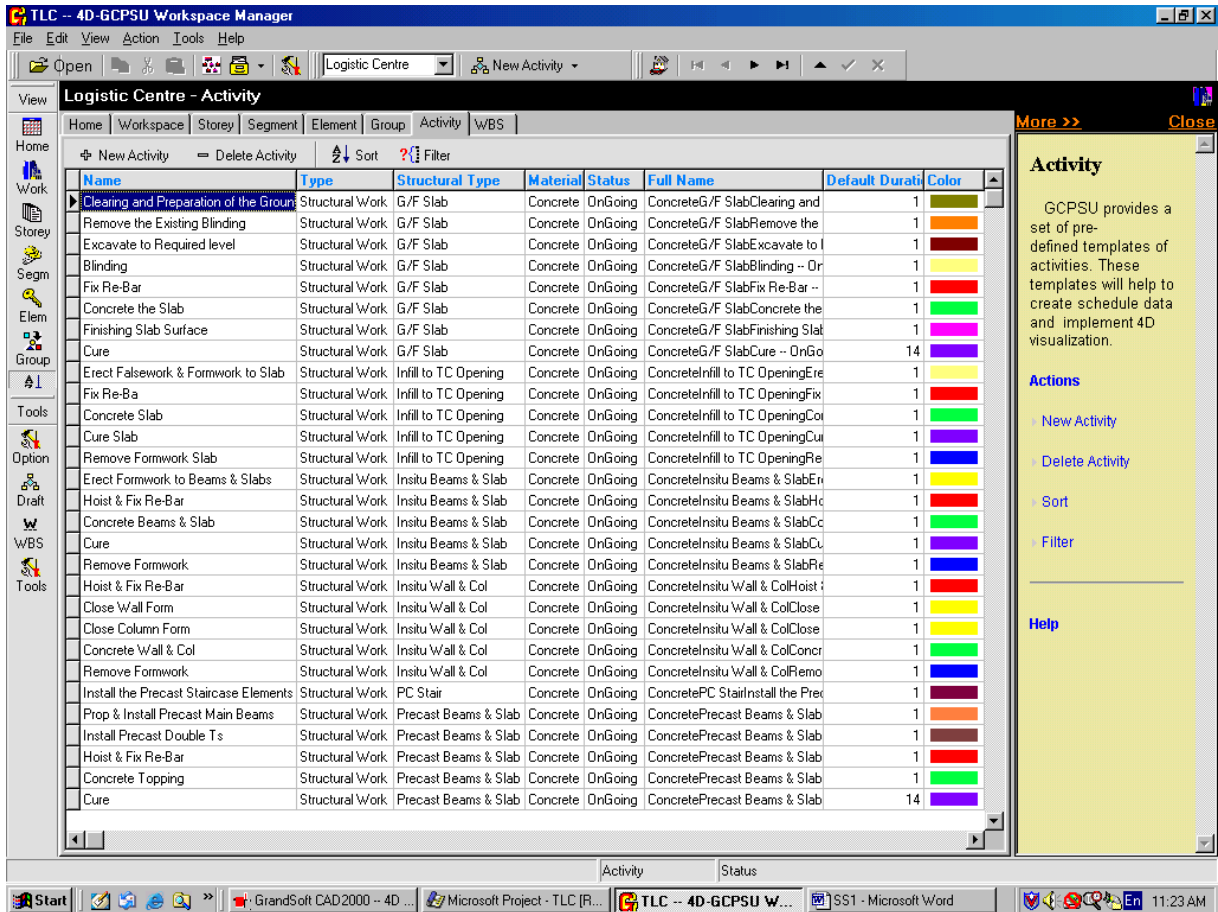 TLC -- 4D-GCPSU Workspace Manager
File Edit View Action Tools Help
Open Logistic Centre New Activity
View Logistic Centre - Activity
Home Workspace Storey Segment Element Group Activity WBS
More >> Close
New Activity Delete Activity Sort Filter
Name Type Structural Type Material Status Full Name Default Durati Color
Clearing and Preparation of the Groun Structural Work G/F Slab Concrete OnGoing ConcreteG/F SlabClearing and 1
Remove the Existing Blinding Structural Work G/F Slab Concrete OnGoing ConcreteG/F SlabRemove the 1
Excavate to Required level Structural Work G/F Slab Concrete OnGoing ConcreteG/F SlabExcavate to 1
Blinding Structural Work G/F Slab Concrete OnGoing ConcreteG/F SlabBlinding -- Or 1
Fix Re-Bar Structural Work G/F Slab Concrete OnGoing ConcreteG/F SlabFix Re-Bar -- 1
Concrete the Slab Structural Work G/F Slab Concrete OnGoing ConcreteG/F SlabConcrete the 1
Finishing Slab Surface Structural Work G/F Slab Concrete OnGoing ConcreteG/F SlabFinishing Slab 1
Cure Structural Work G/F Slab Concrete OnGoing ConcreteG/F SlabCure -- OnGo 14
Erect Falsework & Formwork to Slab Structural Work Infill to TC Opening Concrete OnGoing ConcreteInfill to TC OpeningEre 1
Fix Re-Ba Structural Work Infill to TC Opening Concrete OnGoing ConcreteInfill to TC OpeningFix 1
Concrete Slab Structural Work Infill to TC Opening Concrete OnGoing ConcreteInfill to TC OpeningCo 1
Cure Slab Structural Work Infill to TC Opening Concrete OnGoing ConcreteInfill to TC OpeningCu 1
Remove Formwork Slab Structural Work Infill to TC Opening Concrete OnGoing ConcreteInfill to TC OpeningRe 1
Erect Formwork to Beams & Slabs Structural Work Insitu Beams & Slab Concrete OnGoing ConcreteInsitu Beams & SlabEr 1
Hoist & Fix Re-Bar Structural Work Insitu Beams & Slab Concrete OnGoing ConcreteInsitu Beams & SlabHo 1
Concrete Beams & Slab Structural Work Insitu Beams & Slab Concrete OnGoing ConcreteInsitu Beams & SlabCo 1
Cure Structural Work Insitu Beams & Slab Concrete OnGoing ConcreteInsitu Beams & SlabCu 1
Remove Formwork Structural Work Insitu Beams & Slab Concrete OnGoing ConcreteInsitu Beams & SlabRe 1
Hoist & Fix Re-Bar Structural Work Insitu Wall & Col Concrete OnGoing ConcreteInsitu Wall & ColHoist 1
Close Wall Form Structural Work Insitu Wall & Col Concrete OnGoing ConcreteInsitu Wall & ColClose 1
Close Column Form Structural Work Insitu Wall & Col Concrete OnGoing ConcreteInsitu Wall & ColClose 1
Concrete Wall & Col Structural Work Insitu Wall & Col Concrete OnGoing ConcreteInsitu Wall & ColConcr 1
Remove Formwork Structural Work Insitu Wall & Col Concrete OnGoing ConcreteInsitu Wall & ColRemo 1
Install the Precast Staircase Elements Structural Work PC Stair Concrete OnGoing ConcretePC StairInstall the Prec 1
Prop & Install Precast Main Beams Structural Work Precast Beams & Slab Concrete OnGoing ConcretePrecast Beams & Slab 1
Install Precast Double Ts Structural Work Precast Beams & Slab Concrete OnGoing ConcretePrecast Beams & Slab 1
Hoist & Fix Re-Bar Structural Work Precast Beams & Slab Concrete OnGoing ConcretePrecast Beams & Slab 1
Concrete Topping Structural Work Precast Beams & Slab Concrete OnGoing ConcretePrecast Beams & Slab 1
Cure Structural Work Precast Beams & Slab Concrete OnGoing ConcretePrecast Beams & Slab 14
Home
Work
Storey
Segm
Elem
Group
Tools
Option
Draft
WBS
Tools
Activity
GCPSU provides a
set of pre-
defined templates of
activities. These
templates will help to
create schedule data
and implement 4D
visualization.
Actions
New Activity
Delete Activity
Sort
Filter
Help
Activity Status
Start GrandSoft CAD2000 -- 4D ... Microsoft Project - TLC [R... TLC -- 4D-GCPSU W... SS1 - Microsoft Word En 11:23 AM